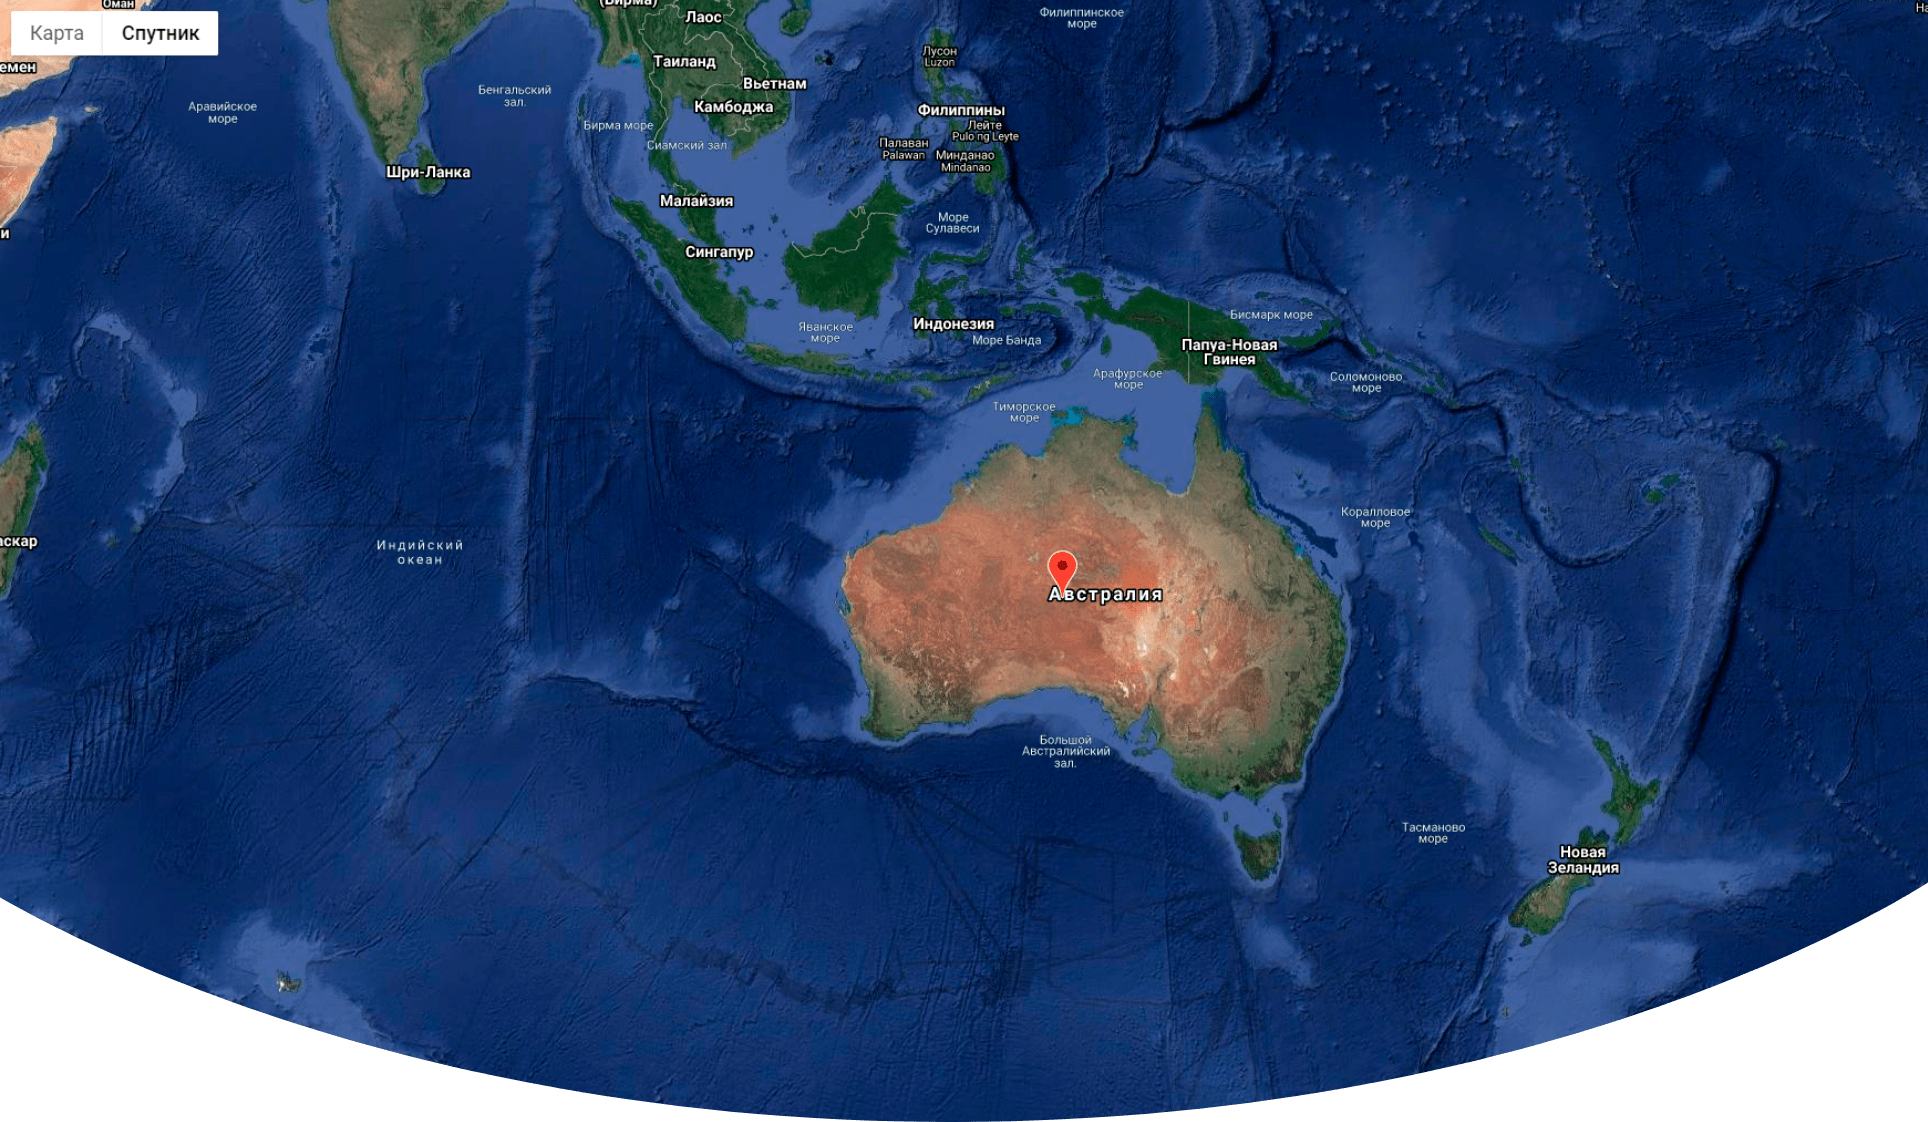 Оман
(Бирма)
Лаос
Филиппинское
море
Карта
Спутник
Таиланд
Лусон
Luzon
емен
Вьетнам
Бенгальский
зал.
Аравийское
море
Камбоджа
Филиппины
Лейте
Pulo ng Leyte
Бирма море
Сиамский зал
Палаван
Palawan
Минданао
Mindanao
Шри-Ланка
Малайзия
Море
Сулавеси
и
Сингапур
Яванское
море
Индонезия
Море Банда
Бисмарк море
Папуа-Новая
Гвинея
Арафурское
море
Соломоново
море
Тиморское
море
Коралловое
море
аскар
Индийский
океан
Австралия
Большой
Австралийский
зал.
Тасманово
море
Новая
Зеландия